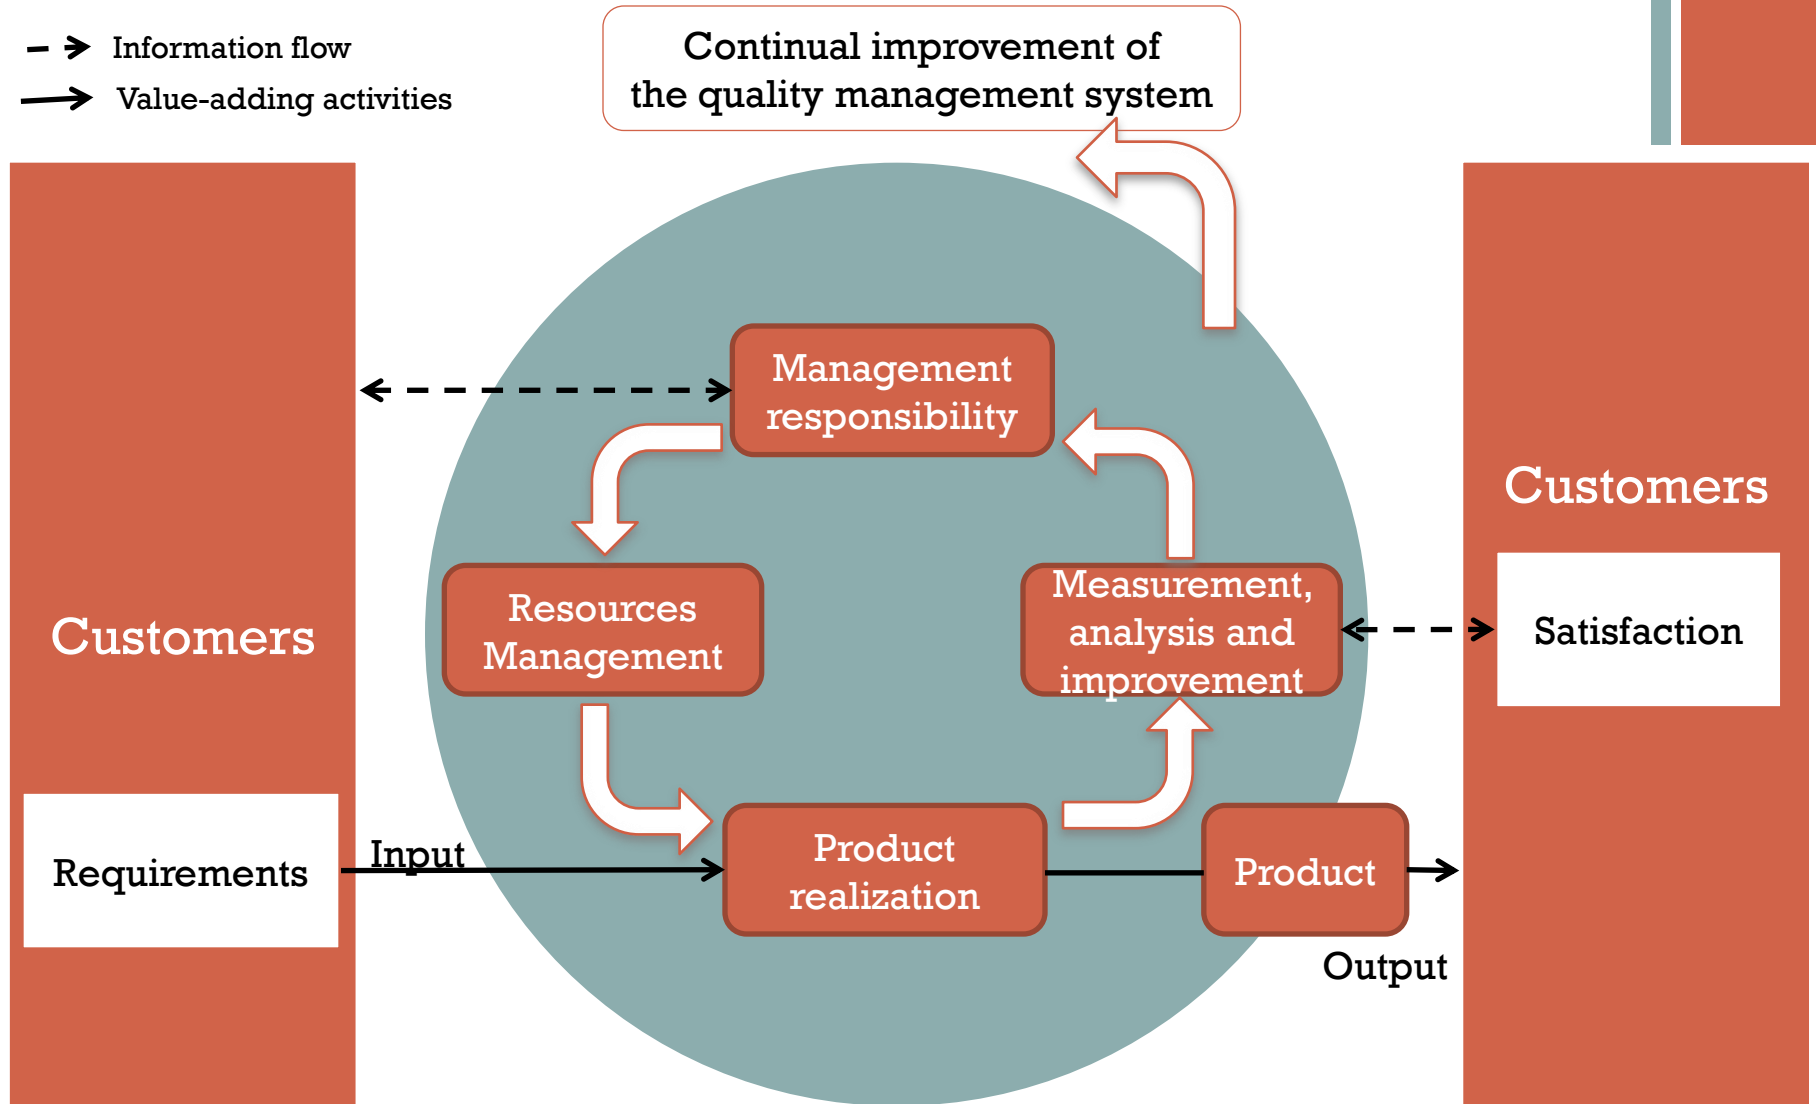 Information flow
Value-adding activities
Continual improvement of
the quality management system
Management
responsibility
Customers
Measurement,
analysis and
improvement
Resources
Management
Customers
Satisfaction
Requirements
Input
Product
realization
Product
Output